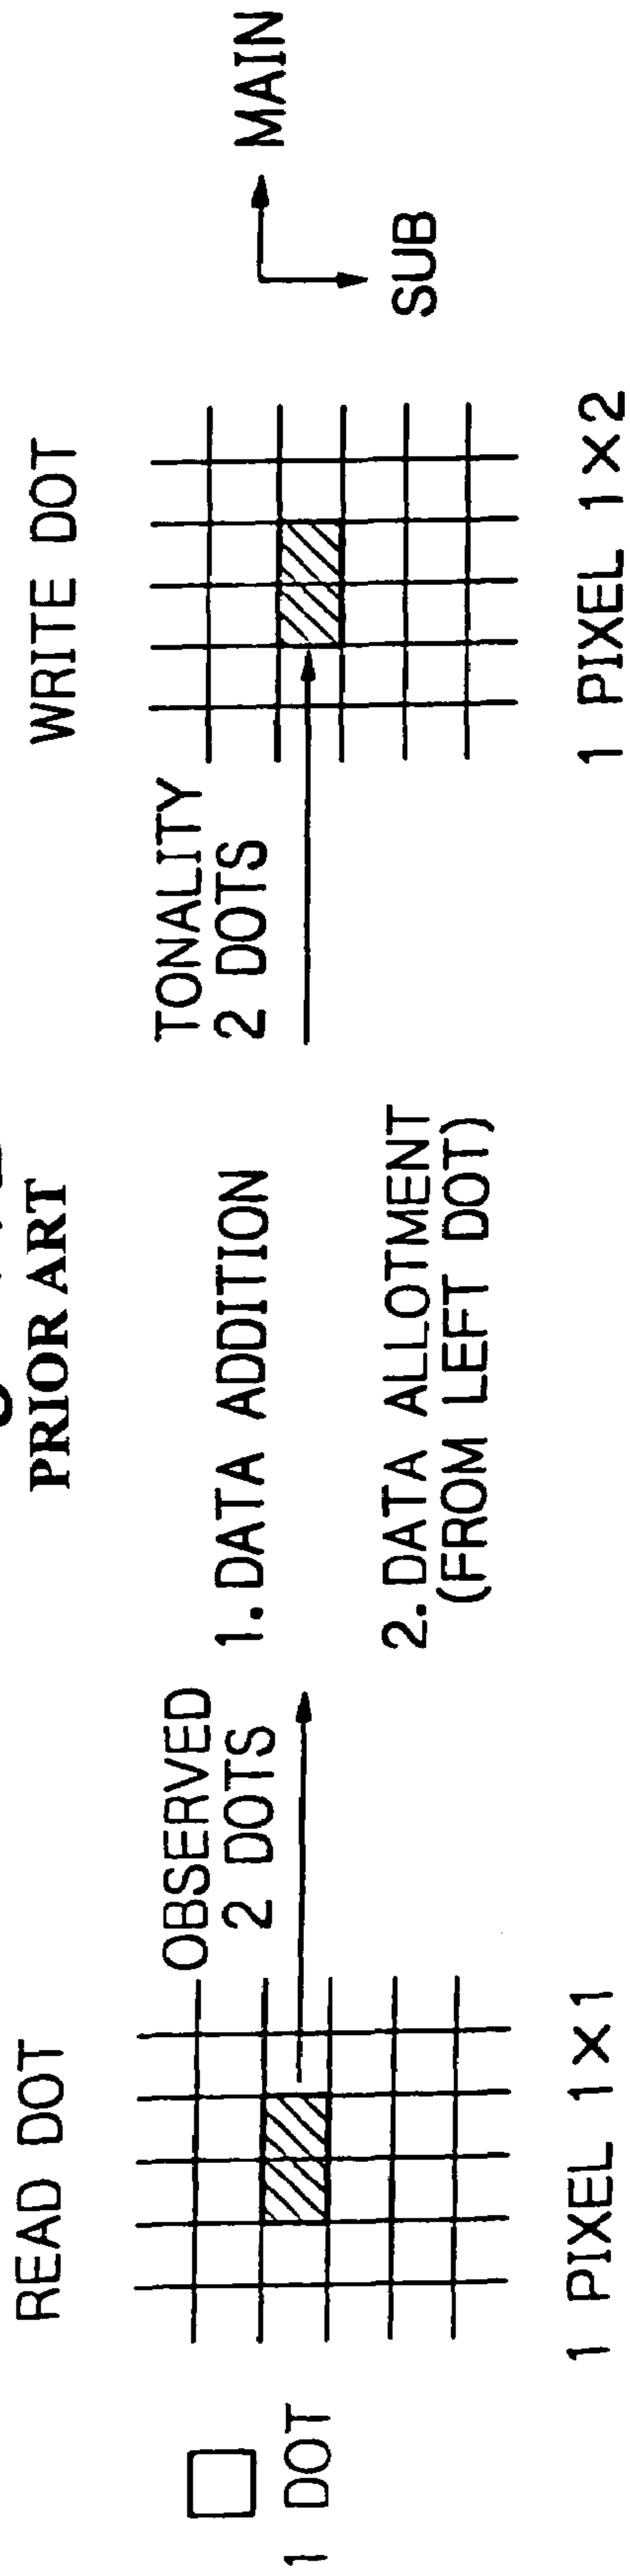 PRIOR ART
READ DOT
WRITE DOT
1 DOT
OBSERVED
2 DOTS
1. DATA ADDITION
2. DATA ALLOTMENT
(FROM LEFT DOT)
TONALITY
2 DOTS
MAIN
SUB
1 PIXEL 1×1
1 PIXEL 1×2